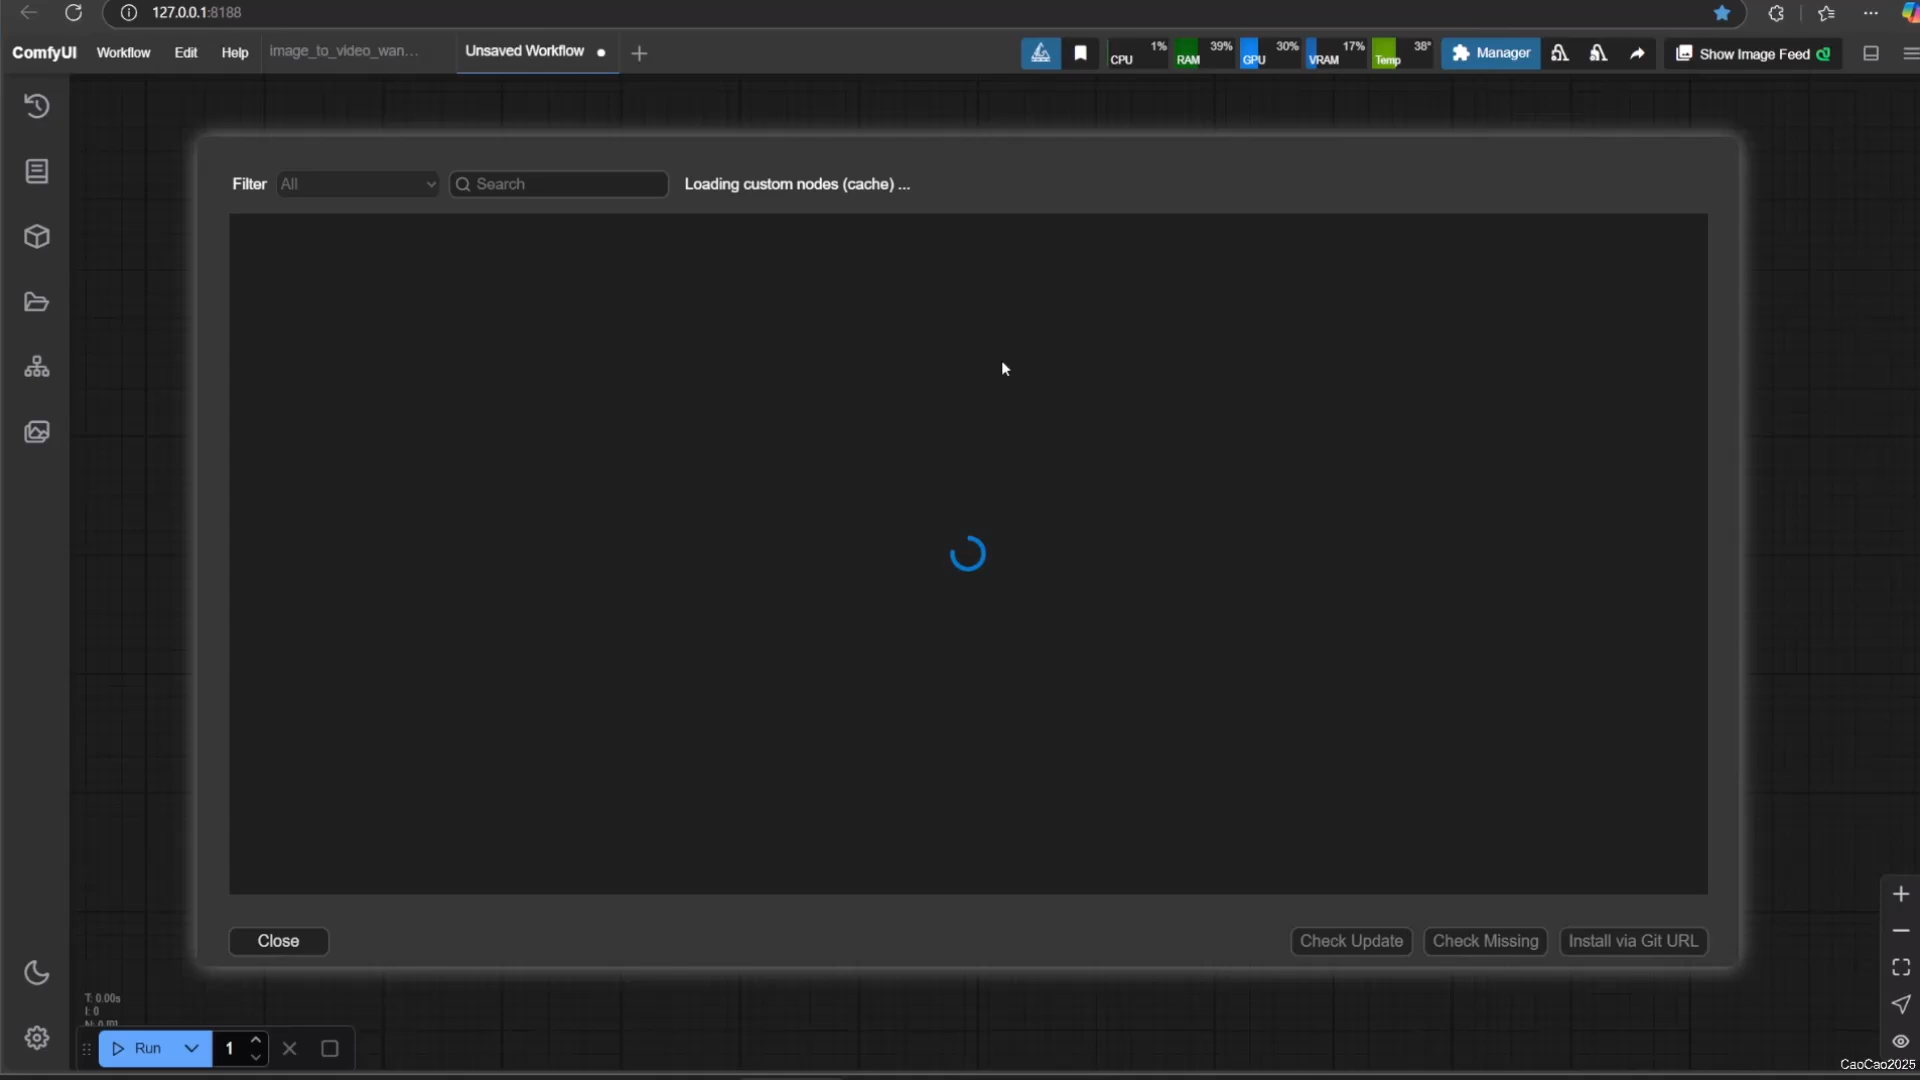 127.0.0.1:8188
ComfyUI Workflow Edit Help image_to_video_wan... Unsaved Workflow
CPU 1% RAM 39% GPU 30% VRAM 17% Temp 38° Manager Show Image Feed
Filter All Search Loading custom nodes (cache) ...
Close Check Update Check Missing Install via Git URL
T: 0.00s
I: 0
Run 1
CaoCao2025